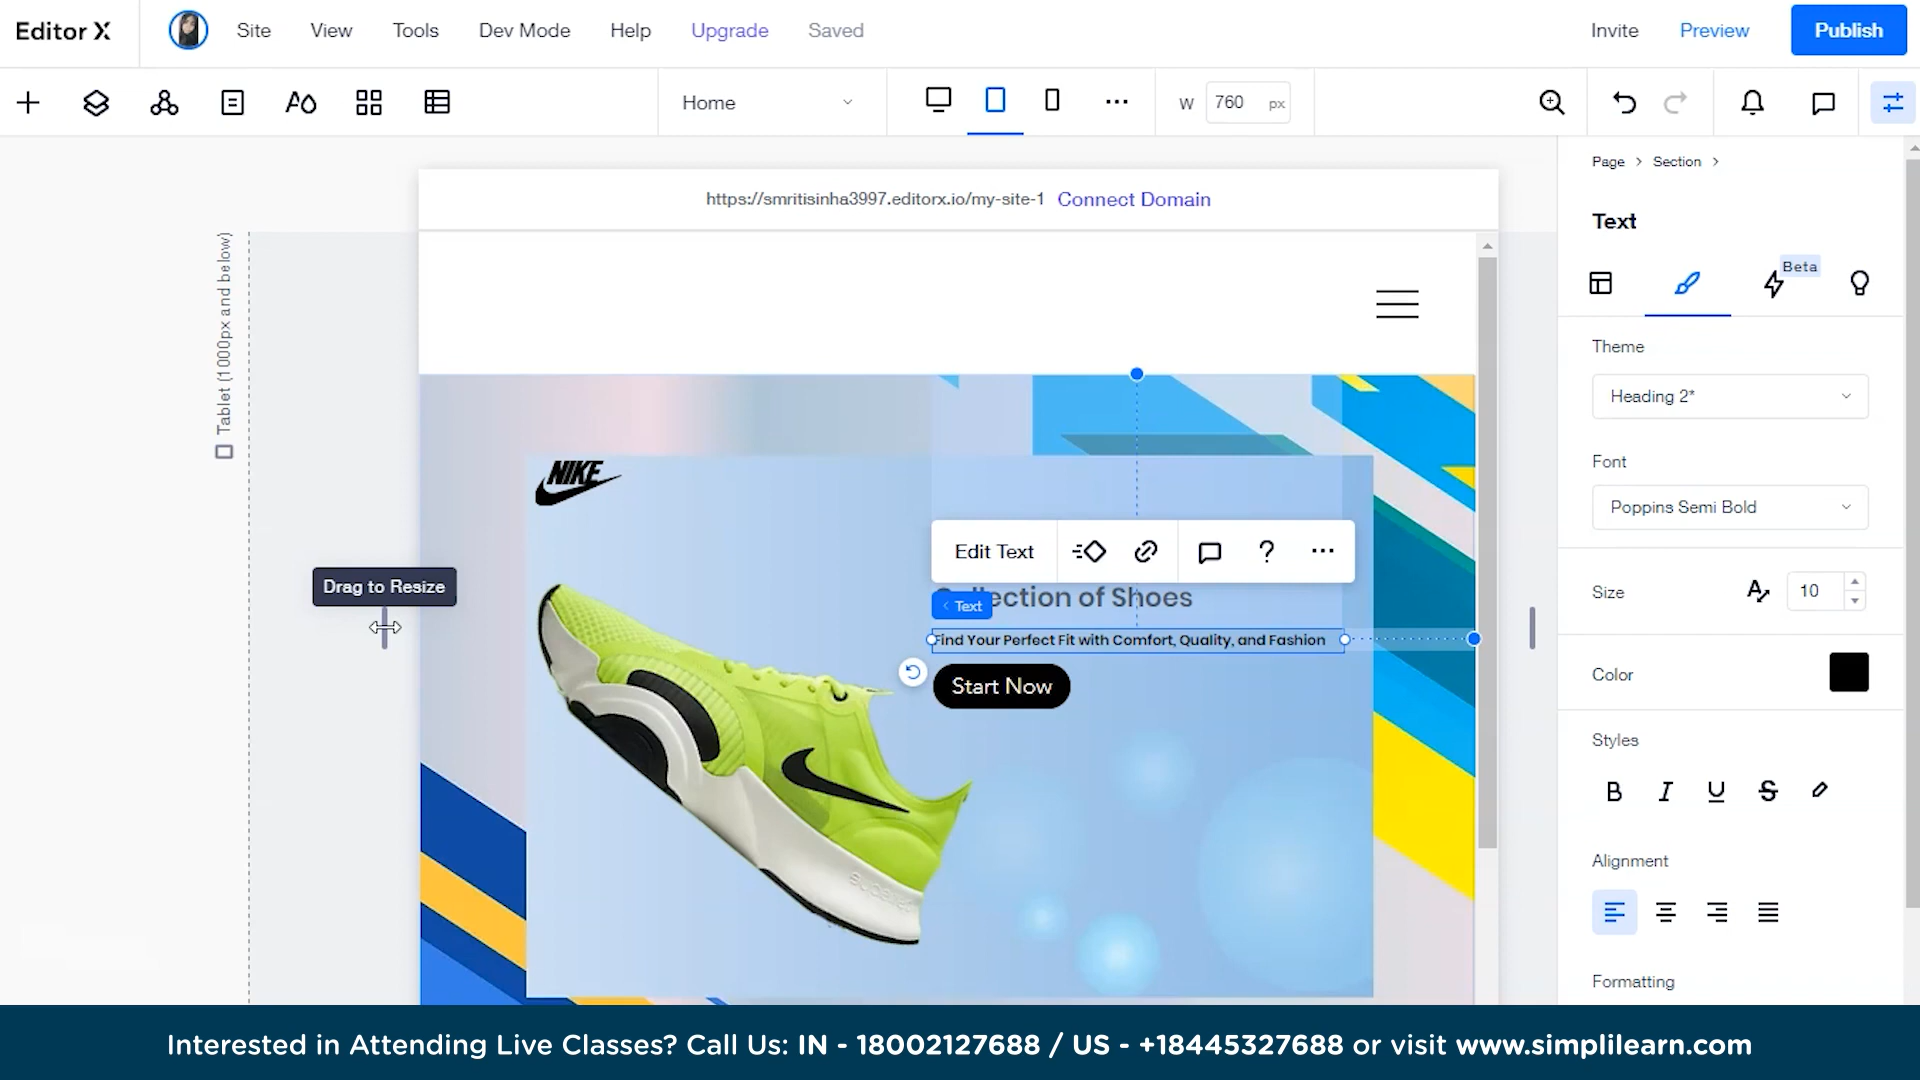 Editor X
Site
View
Tools
Dev Mode
Help
Upgrade
Saved
Invite
Preview
Publish
Home
W 760 px
https://smritisinha3997.editorx.io/my-site-1 Connect Domain
Tablet (1000px and below)
Drag to Resize
NIKE
Edit Text
?
Collection of Shoes
< Text
Find Your Perfect Fit with Comfort, Quality, and Fashion
Start Now
Page > Section >
Text
Beta
Theme
Heading 2*
Font
Poppins Semi Bold
Size
10
Color
Styles
B I U S
Alignment
Formatting
Interested in Attending Live Classes? Call Us: IN - 18002127688 / US - +18445327688 or visit www.simplilearn.com